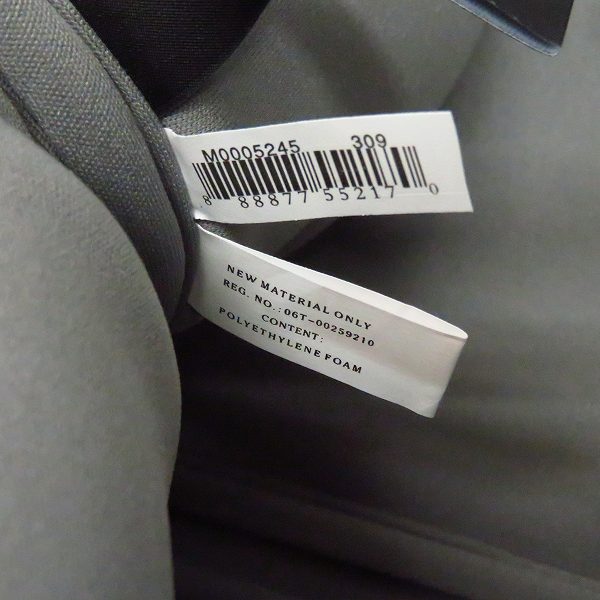 M0005245 309
8 88877 55217 0
NEW MATERIAL ONLY
REG. NO.: 06T-00259210
CONTENT:
POLYETHYLENE FOAM